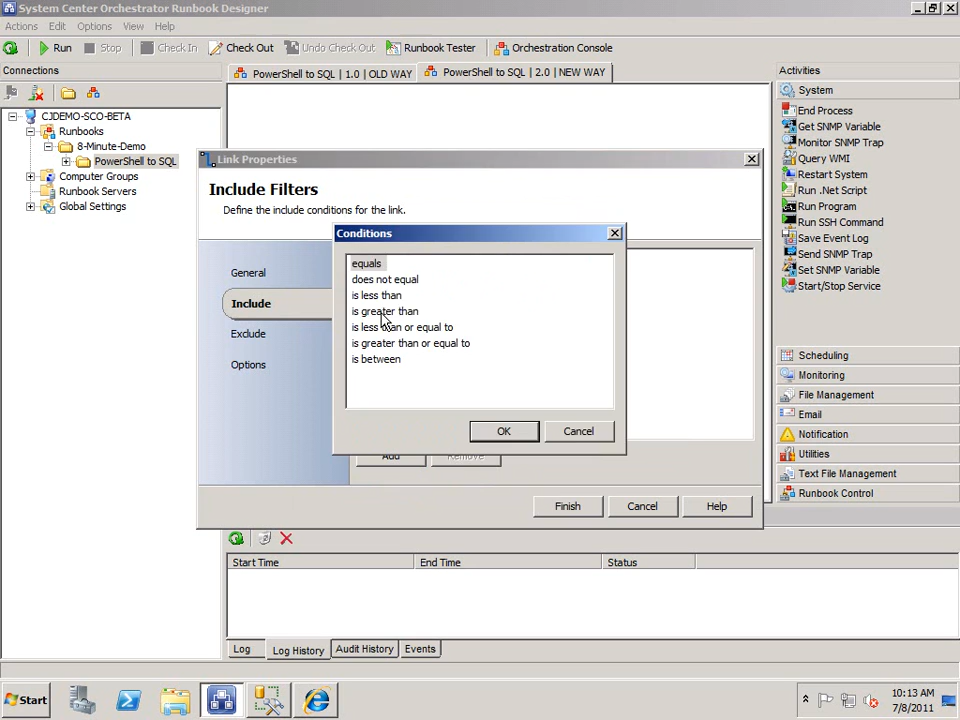 System Center Orchestrator Runbook Designer
Actions Edit Options View Help
Run Stop Check In Check Out Undo Check Out Runbook Tester Orchestration Console
Connections
PowerShell to SQL | 1.0 | OLD WAY
PowerShell to SQL | 2.0 | NEW WAY
Activities
CJDEMO-SCO-BETA
Runbooks
8-Minute-Demo
PowerShell to SQL
Computer Groups
Runbook Servers
Global Settings
Link Properties
Include Filters
Define the include conditions for the link.
General
Include
Exclude
Options
Conditions
equals
does not equal
is less than
is greater than
is less than or equal to
is greater than or equal to
is between
OK Cancel
Add Remove
Finish Cancel Help
System
End Process
Get SNMP Variable
Monitor SNMP Trap
Query WMI
Restart System
Run .Net Script
Run Program
Run SSH Command
Save Event Log
Send SNMP Trap
Set SNMP Variable
Start/Stop Service
Scheduling
Monitoring
File Management
Email
Notification
Utilities
Text File Management
Runbook Control
Start Time End Time Status
Log Log History Audit History Events
Start
10:13 AM
7/8/2011